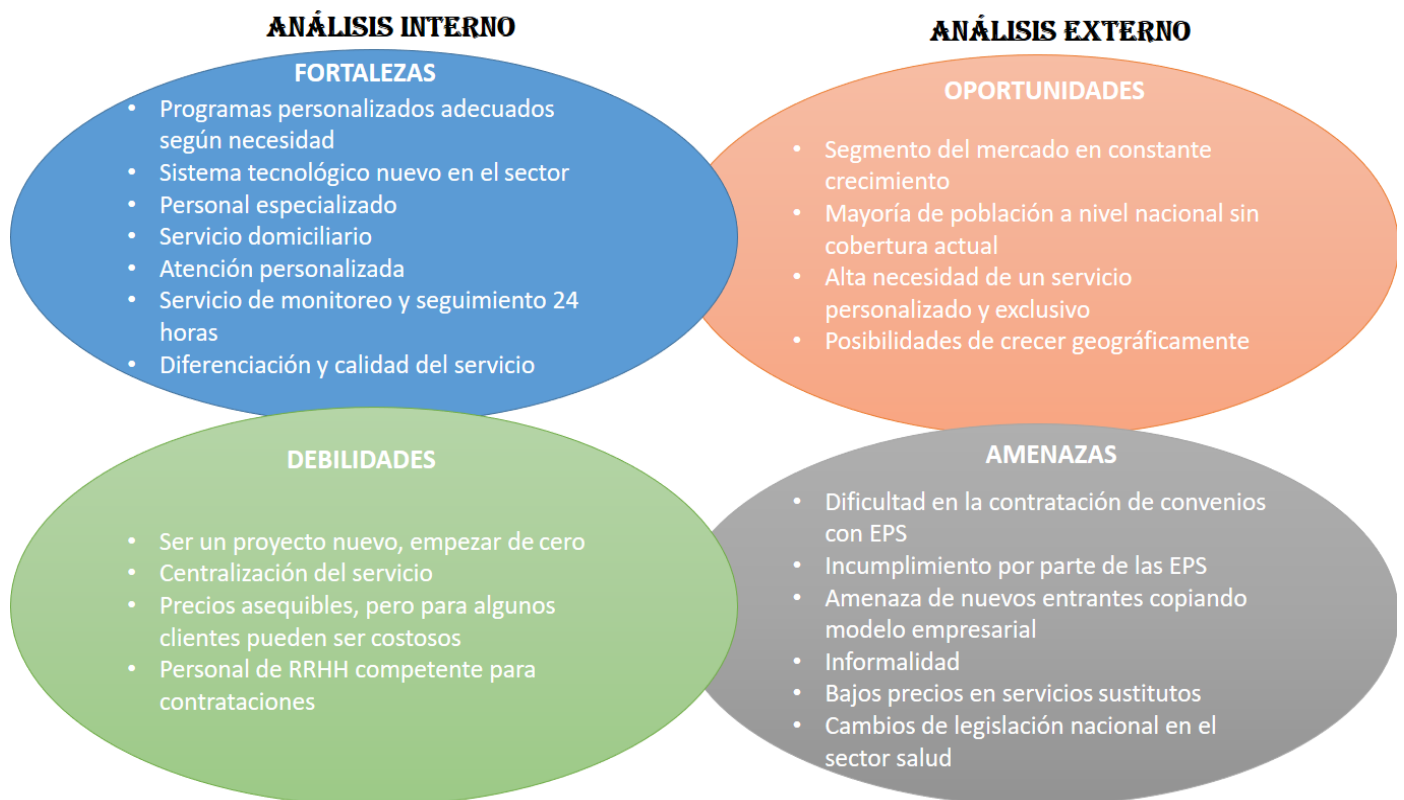 ANÁLISIS INTERNO
FORTALEZAS
• Programas personalizados adecuados
según necesidad
• Sistema tecnológico nuevo en el sector
• Personal especializado
• Servicio domiciliario
• Atención personalizada
• Servicio de monitoreo y seguimiento 24
horas
• Diferenciación y calidad del servicio
DEBILIDADES
• Ser un proyecto nuevo, empezar de cero
• Centralización del servicio
• Precios asequibles, pero para algunos
clientes pueden ser costosos
• Personal de RRHH competente para
contrataciones
ANÁLISIS EXTERNO
OPORTUNIDADES
• Segmento del mercado en constante
crecimiento
• Mayoría de población a nivel nacional sin
cobertura actual
• Alta necesidad de un servicio
personalizado y exclusivo
• Posibilidades de crecer geográficamente
AMENAZAS
• Dificultad en la contratación de convenios
con EPS
• Incumplimiento por parte de las EPS
• Amenaza de nuevos entrantes copiando
modelo empresarial
• Informalidad
• Bajos precios en servicios sustitutos
• Cambios de legislación nacional en el
sector salud